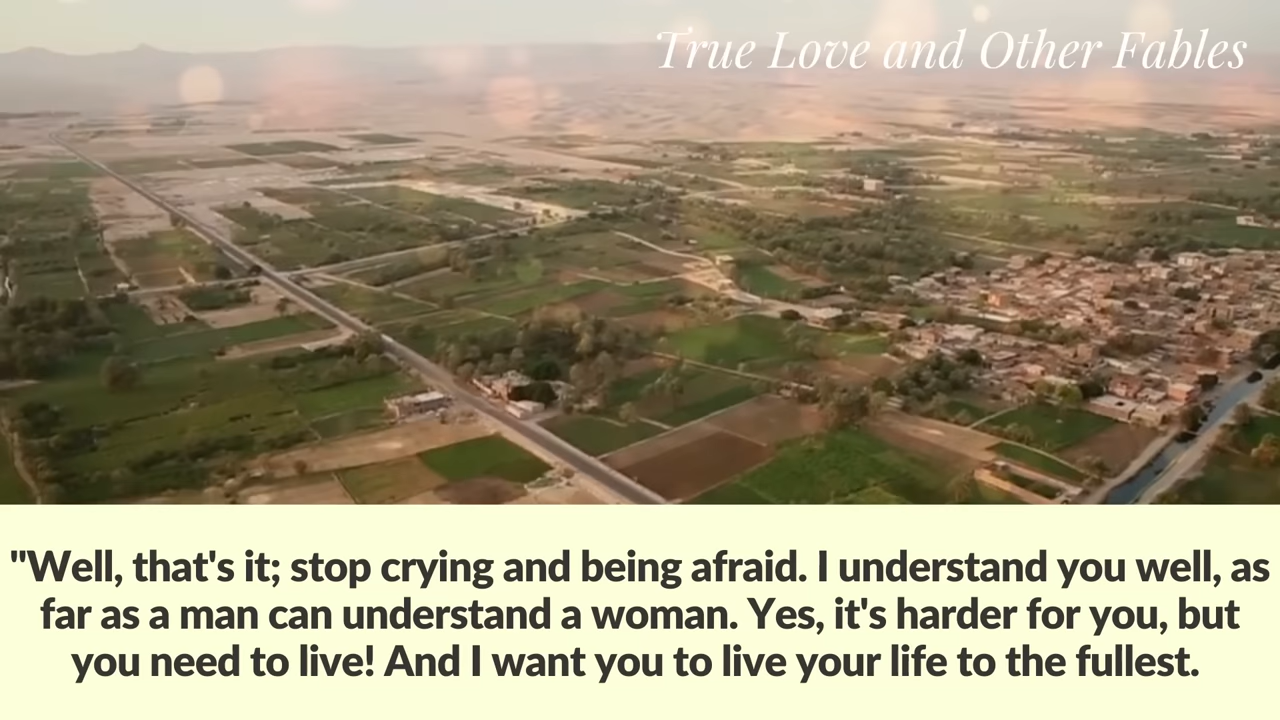 True Love and Other Fables
"Well, that's it; stop crying and being afraid. I understand you well, as
far as a man can understand a woman. Yes, it's harder for you, but
you need to live! And I want you to live your life to the fullest.